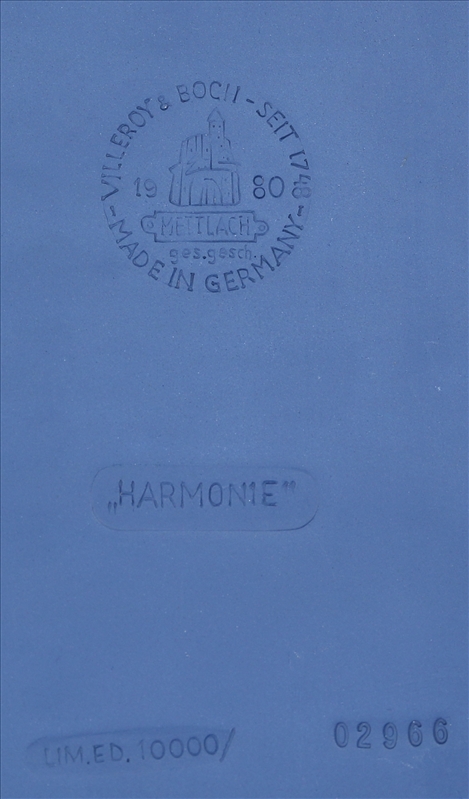 VILLEROY & BOCH - SEIT 1748 -
19 80
METTLACH
ges.gesch.
- MADE IN GERMANY -
„HARMONIE"
LIM.ED. 10000/ 02966